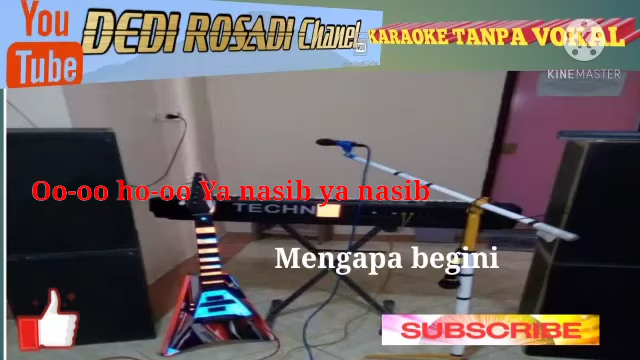 You
Tube
DEDI ROSADI Chanel
KARAOKE TANPA VOKAL
KINEMASTER
Oo-oo ho-oo Ya nasib ya nasib
TECHN
Mengapa begini
SUBSCRIBE